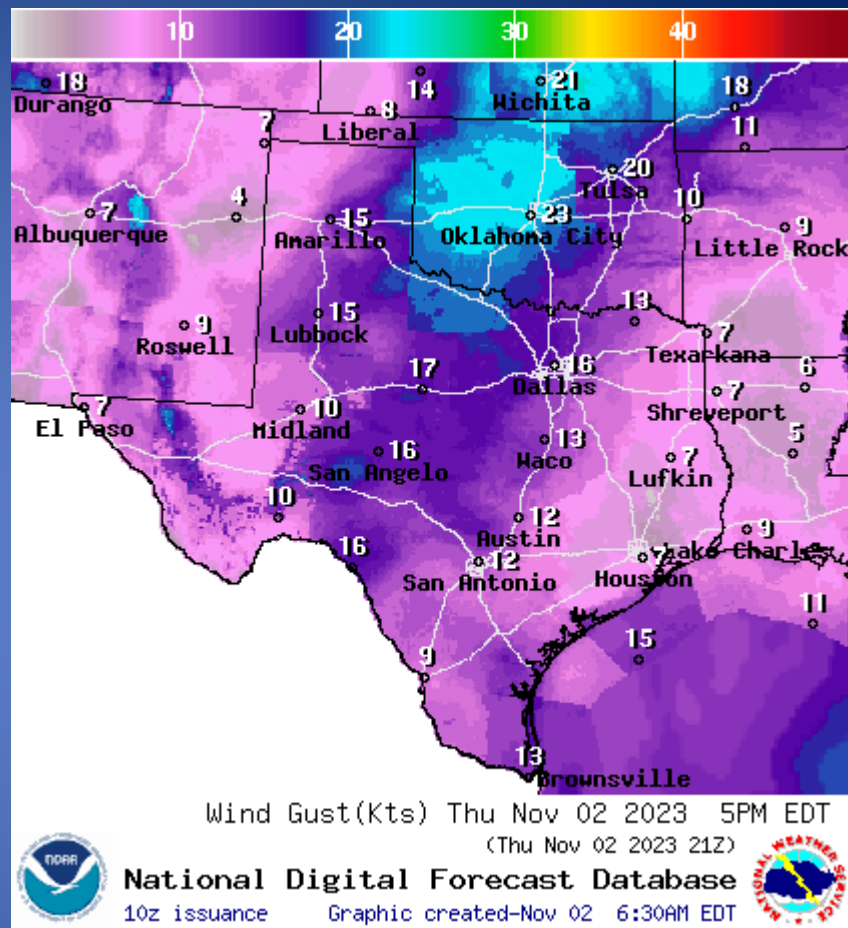 10 20 30 40
18
Durango
14
21
Wichita
18
8
Liberal
7
11
20
Tulsa
7
Albuquerque
4
15
Amarillo
23
Oklahoma City
10
9
Little Rock
9
Roswell
15
Lubbock
13
7
Texarkana
17
16
Dallas
7
Shreveport
6
7
El Paso
10
Midland
16
San Angelo
13
Waco
7
Lufkin
5
10
12
Austin
9
16
12
San Antonio
7
Houston
15
11
9
13
Brownsville
Wind Gust(Kts) Thu Nov 02 2023 5PM EDT
(Thu Nov 02 2023 21Z)
National Digital Forecast Database
10z issuance Graphic created-Nov 02 6:30AM EDT
NOAA
NATIONAL WEATHER SERVICE